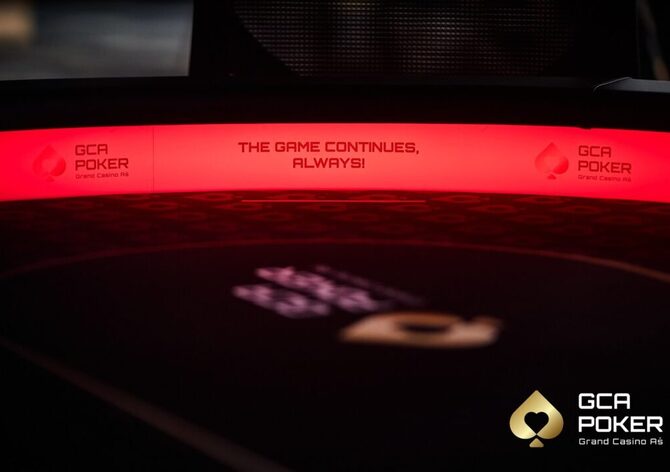 GCA
POKER
Grand Casino Aš
THE GAME CONTINUES,
ALWAYS!
GCA
POKER
Grand Casino Aš
GCA
POKER
Grand Casino Aš